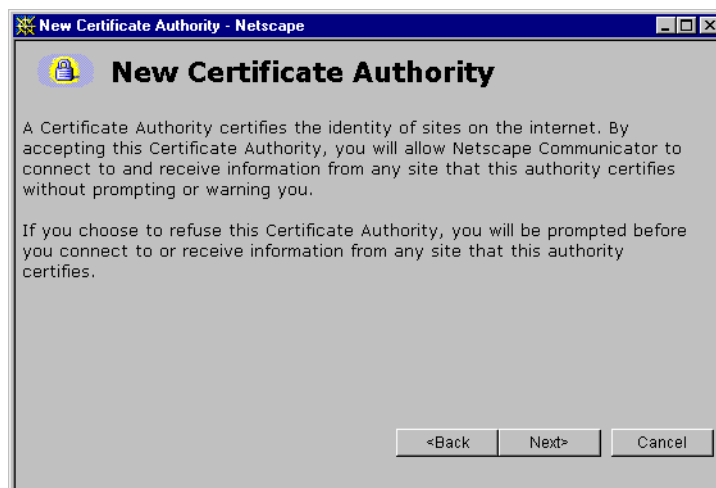 New Certificate Authority - Netscape
New Certificate Authority
A Certificate Authority certifies the identity of sites on the internet. By
accepting this Certificate Authority, you will allow Netscape Communicator to
connect to and receive information from any site that this authority certifies
without prompting or warning you.
If you choose to refuse this Certificate Authority, you will be prompted before
you connect to or receive information from any site that this authority
certifies.
<Back Next> Cancel